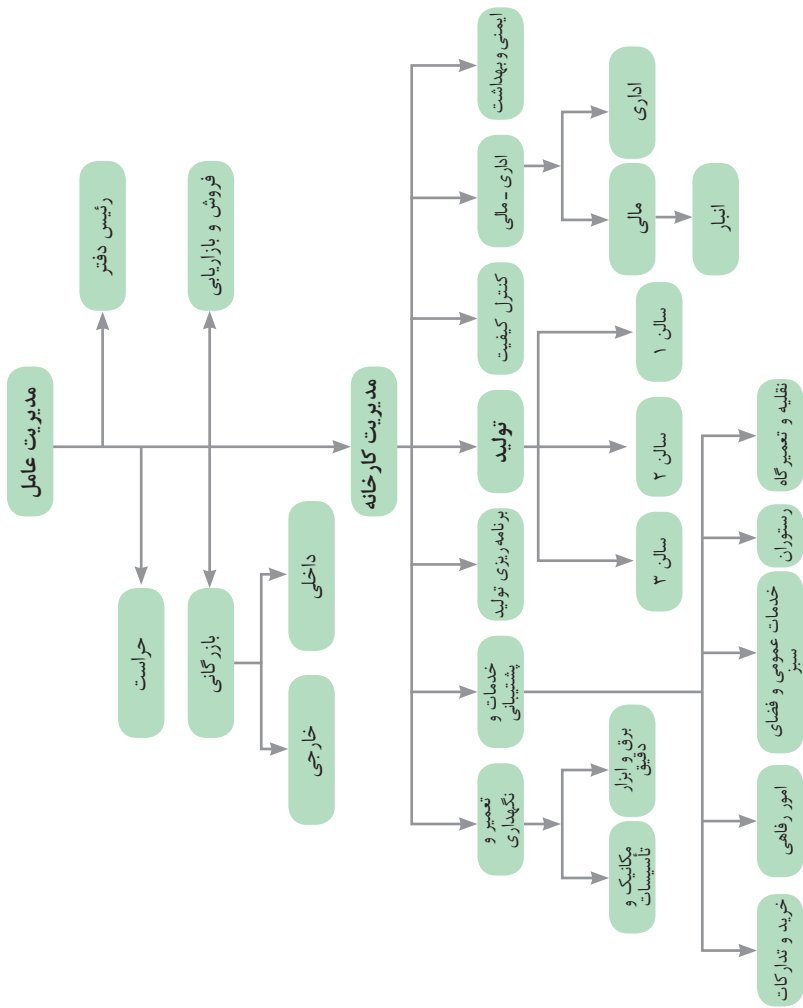 مدیریت عامل
رئیس دفتر
حراست
فروش و بازاریابی
بازرگانی
داخلی
خارجی
مدیریت کارخانه
ایمنی و بهداشت
اداری - مالی
کنترل کیفیت
تولید
برنامه‌ریزی تولید
خدمات و
پشتیبانی
تعمیر و
نگهداری
اداری
مالی
انبار
سالن ۱
سالن ۲
سالن ۳
برق و ابزار
دقیق
مکانیک و
تأسیسات
نقلیه و تعمیرگاه
رستوران
خدمات عمومی و فضای
سبز
امور رفاهی
خرید و تدارکات